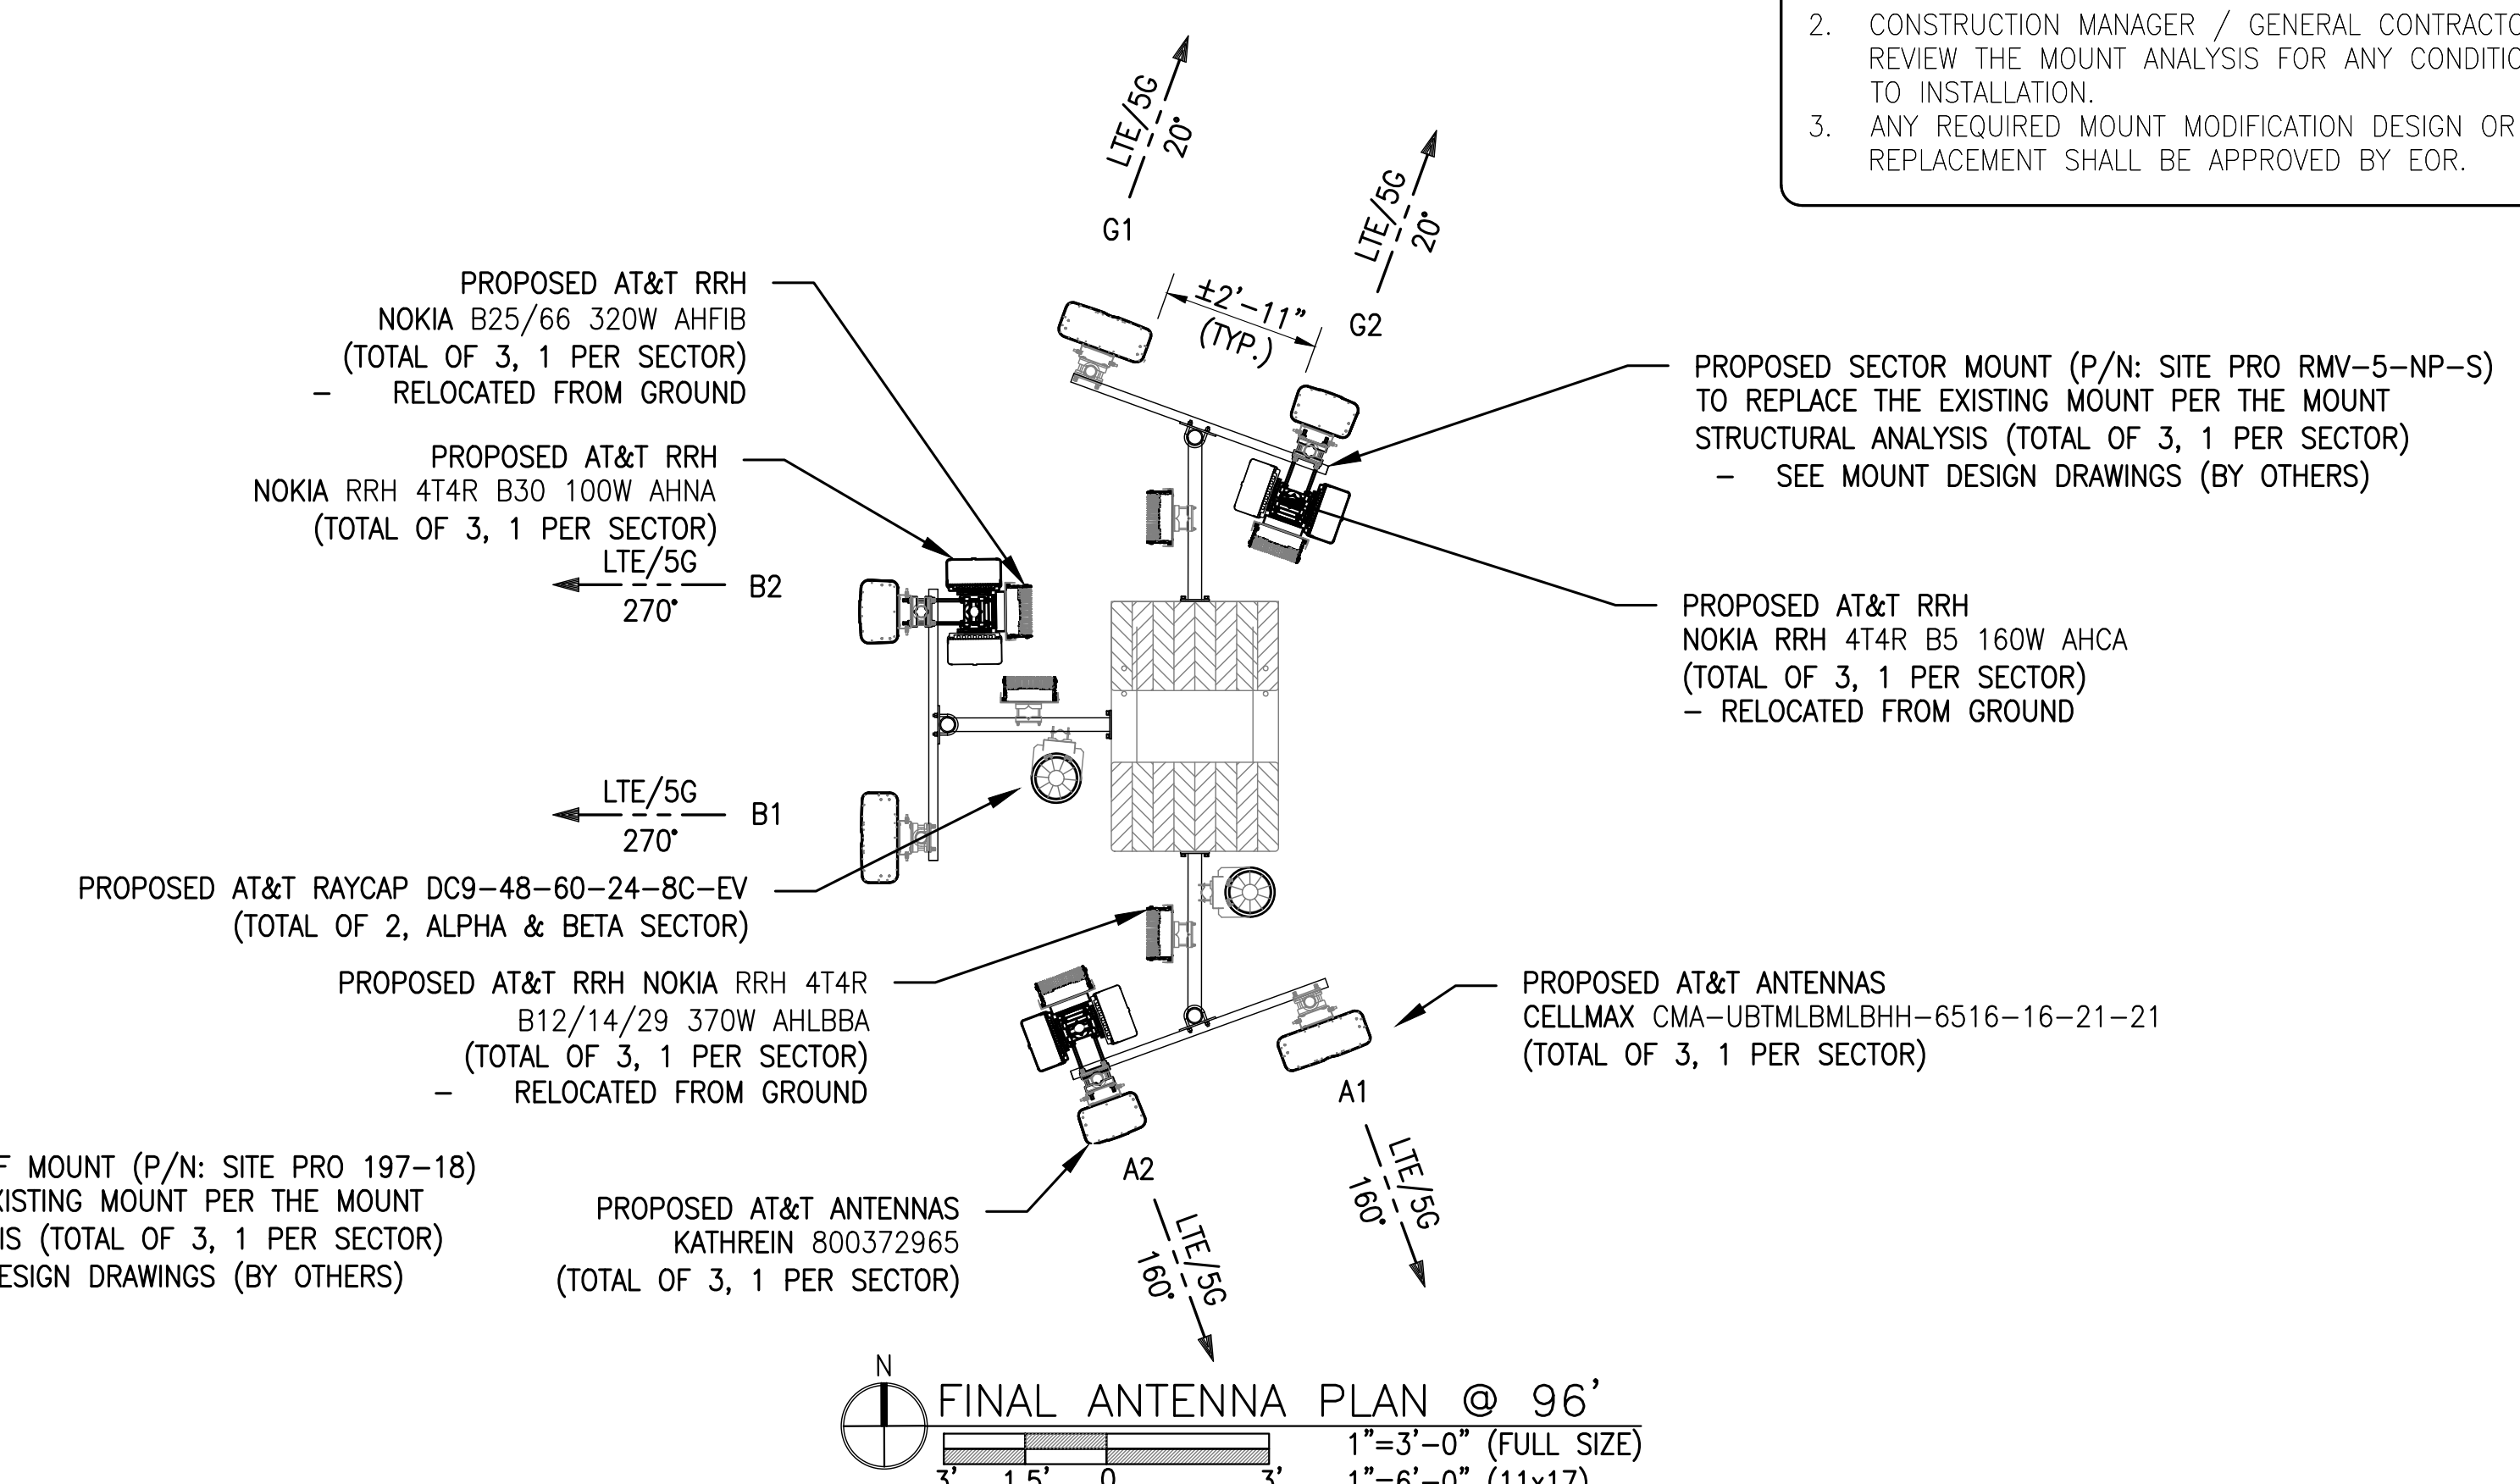 2. CONSTRUCTION MANAGER / GENERAL
REVIEW THE MOUNT ANALYSIS FOR ANY
TO INSTALLATION.
3. ANY REQUIRED MOUNT MODIFICATION DESIGN OR
REPLACEMENT SHALL BE APPROVED BY EOR.
LTE/5G
20°
G1
LTE/5G
20°
G2
±2'-11"
(TYP.)
PROPOSED AT&T RRH
NOKIA B25/66 320W AHFIB
(TOTAL OF 3, 1 PER SECTOR)
- RELOCATED FROM GROUND
PROPOSED AT&T RRH
NOKIA RRH 4T4R B30 100W AHNA
(TOTAL OF 3, 1 PER SECTOR)
LTE/5G
270°
B2
PROPOSED SECTOR MOUNT (P/N: SITE PRO RMV-5-NP-S)
TO REPLACE THE EXISTING MOUNT PER THE MOUNT
STRUCTURAL ANALYSIS (TOTAL OF 3, 1 PER SECTOR)
- SEE MOUNT DESIGN DRAWINGS (BY OTHERS)
PROPOSED AT&T RRH
NOKIA RRH 4T4R B5 160W AHCA
(TOTAL OF 3, 1 PER SECTOR)
- RELOCATED FROM GROUND
LTE/5G
270°
B1
PROPOSED AT&T RAYCAP DC9-48-60-24-8C-EV
(TOTAL OF 2, ALPHA & BETA SECTOR)
PROPOSED AT&T RRH NOKIA RRH 4T4R
B12/14/29 370W AHLBBA
(TOTAL OF 3, 1 PER SECTOR)
- RELOCATED FROM GROUND
PROPOSED AT&T ANTENNAS
CELLMAX CMA-UBTMLBMLBHH-6516-16-21-21
(TOTAL OF 3, 1 PER SECTOR)
A1
LTE/5G
160°
A2
LTE/5G
160°
MOUNT (P/N: SITE PRO 197-18)
MOUNT PER THE MOUNT
(TOTAL OF 3, 1 PER SECTOR)
DRAWINGS (BY OTHERS)
PROPOSED AT&T ANTENNAS
KATHREIN 800372965
(TOTAL OF 3, 1 PER SECTOR)
N
FINAL ANTENNA PLAN @ 96'
1"=3'-0" (FULL SIZE)
3' 1.5' 0 3'
1"=6'-0" (11x17)